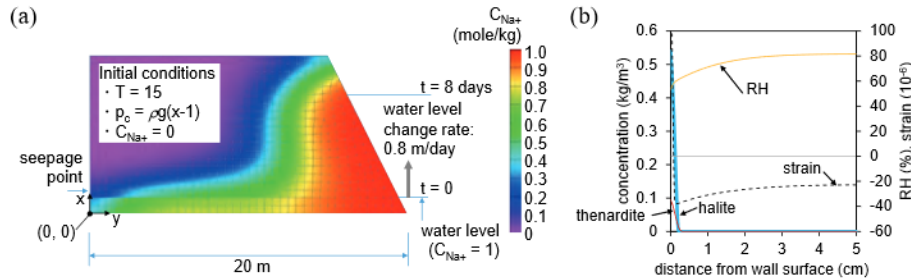 (a)
C_Na+
(mole/kg)
Initial conditions
· T = 15
· p_c = ρg(x-1)
· C_Na+ = 0
t = 8 days
water level
change rate:
0.8 m/day
seepage
point
t = 0
x
y
(0, 0)
water level
(C_Na+ = 1)
20 m
1.0
0.9
0.8
0.7
0.6
0.5
0.4
0.3
0.2
0.1
0
(b)
concentration (kg/m³)
0.6
0.5
0.4
0.3
0.2
0.1
0
RH
strain
thenardite
halite
100
80
60
40
20
0
-20
-40
-60
RH (%), strain (10⁻⁶)
0 1 2 3 4 5
distance from wall surface (cm)